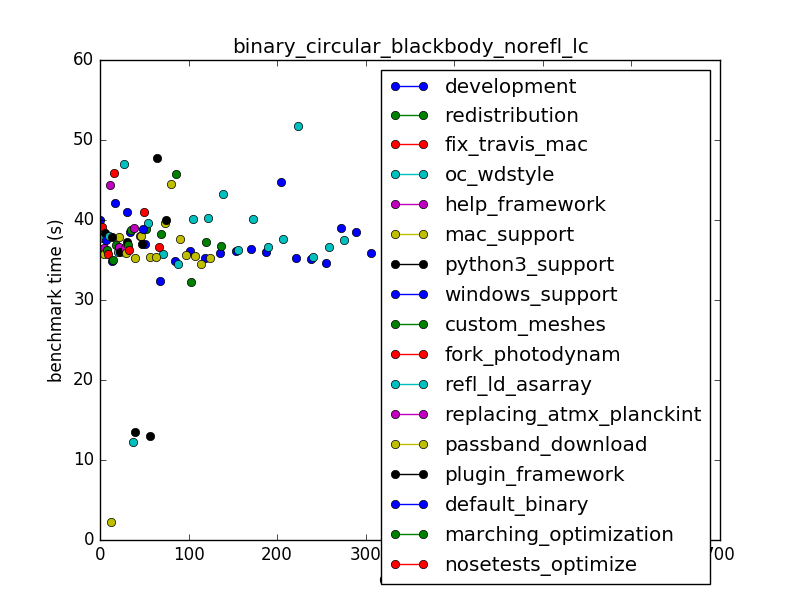 binary_circular_blackbody_norefl_lc
60
50
40
30
20
10
0
benchmark time (s)
0 100 200 300 700
development
redistribution
fix_travis_mac
oc_wdstyle
help_framework
mac_support
python3_support
windows_support
custom_meshes
fork_photodynam
refl_ld_asarray
replacing_atmx_planckint
passband_download
plugin_framework
default_binary
marching_optimization
nosetests_optimize